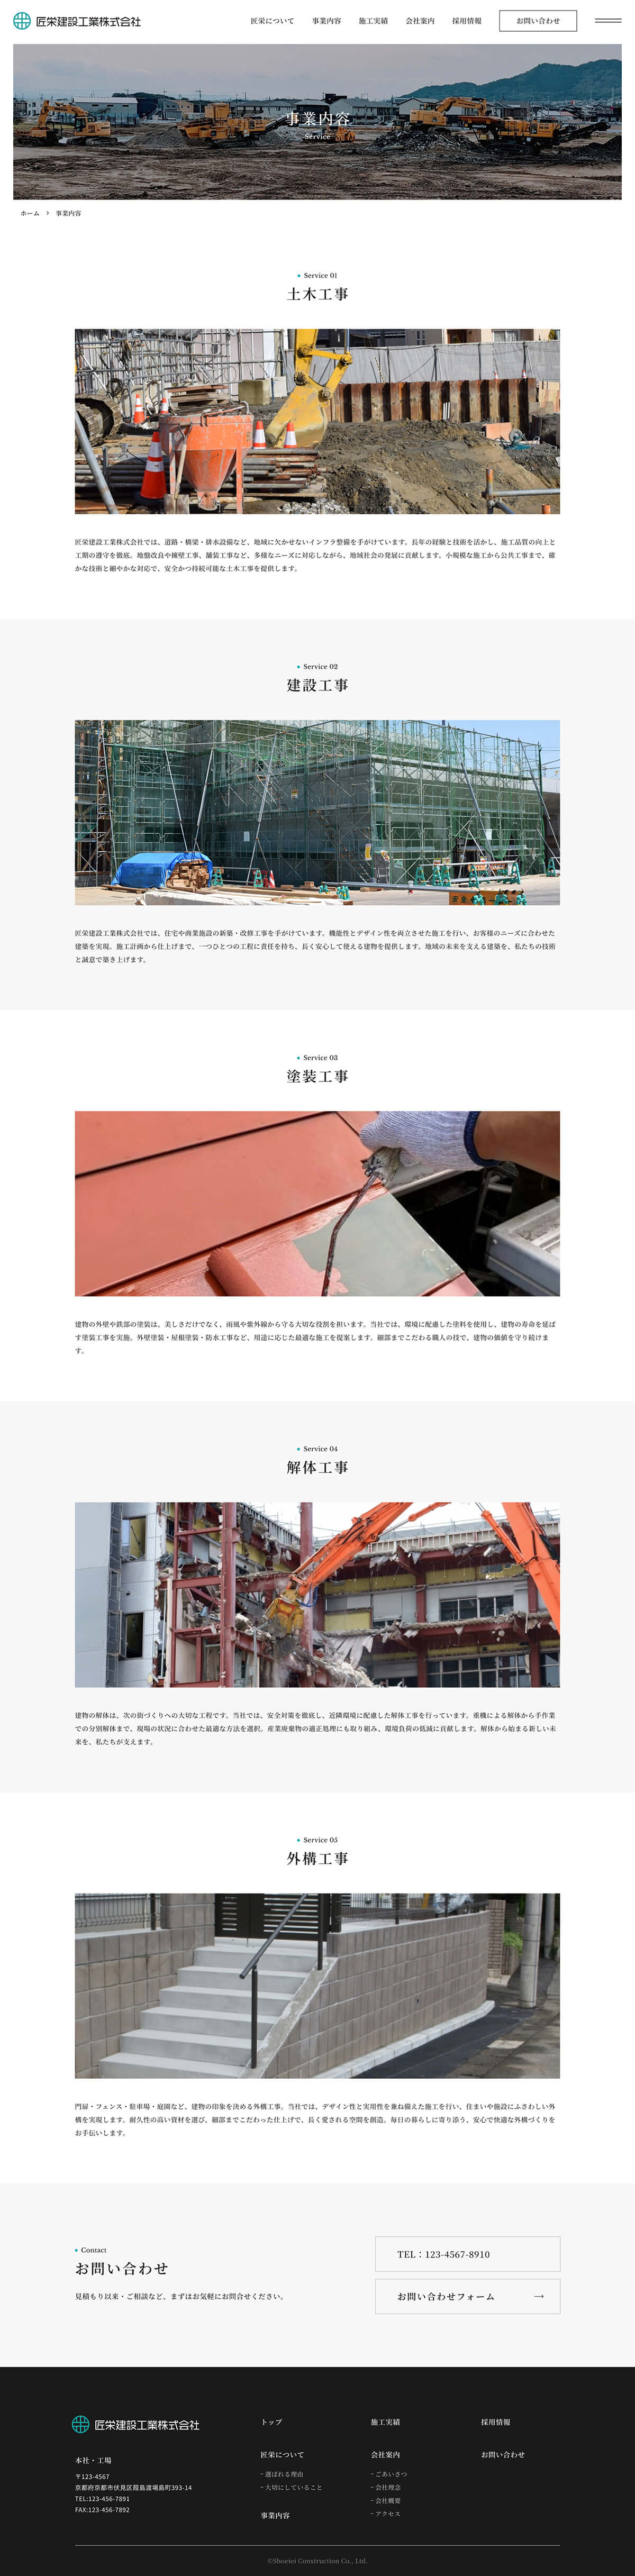 匠栄建設工業株式会社
匠栄について 事業内容 施工実績 会社案内 採用情報 お問い合わせ
事業内容
Service
ホーム > 事業内容
Service 01
土木工事
匠栄建設工業株式会社では、道路・橋梁・排水設備など、地域に欠かせないインフラ整備を手がけています。長年の経験と技術を活かし、施工品質の向上と
工期の遵守を徹底。地盤改良や擁壁工事、舗装工事など、多様なニーズに対応しながら、地域社会の発展に貢献します。小規模な施工から公共工事まで、確
かな技術と細やかな対応で、安全かつ持続可能な土木工事を提供します。
Service 02
建設工事
匠栄建設工業株式会社では、住宅や商業施設の新築・改修工事を手がけています。機能性とデザイン性を両立させた施工を行い、お客様のニーズに合わせた
建築を実現。施工計画から仕上げまで、一つひとつの工程に責任を持ち、長く安心して使える建物を提供します。地域の未来を支える建築を、私たちの技術
と誠意で築き上げます。
Service 03
塗装工事
建物の外壁や鉄部の塗装は、美しさだけでなく、雨風や紫外線から守る大切な役割を担います。当社では、環境に配慮した塗料を使用し、建物の寿命を延ば
す塗装工事を実施。外壁塗装・屋根塗装・防水工事など、用途に応じた最適な施工を提案します。細部までこだわる職人の技で、建物の価値を守り続けま
す。
Service 04
解体工事
建物の解体は、次の街づくりへの大切な工程です。当社では、安全対策を徹底し、近隣環境に配慮した解体工事を行っています。重機による解体から手作業
での分別解体まで、現場の状況に合わせた最適な方法を選択。産業廃棄物の適正処理にも取り組み、環境負荷の低減に貢献します。解体から始まる新しい未
来を、私たちが支えます。
Service 05
外構工事
門扉・フェンス・駐車場・庭園など、建物の印象を決める外構工事。当社では、デザイン性と実用性を兼ね備えた施工を行い、住まいや施設にふさわしい外
構を実現します。耐久性の高い資材を選び、細部までこだわった仕上げで、長く愛される空間を創造。毎日の暮らしに寄り添う、安心で快適な外構づくりを
お手伝いします。
Contact
お問い合わせ
見積もり以来・ご相談など、まずはお気軽にお問合せください。
TEL：123-4567-8910
お問い合わせフォーム →
匠栄建設工業株式会社
本社・工場
〒123-4567
京都府京都市伏見区葭島渡場島町393-14
TEL:123-456-7891
FAX:123-456-7892
トップ
匠栄について
- 選ばれる理由
- 大切にしていること
事業内容
施工実績
会社案内
- ごあいさつ
- 会社理念
- 会社概要
- アクセス
採用情報
お問い合わせ
©Shoeiei Construction Co., Ltd.